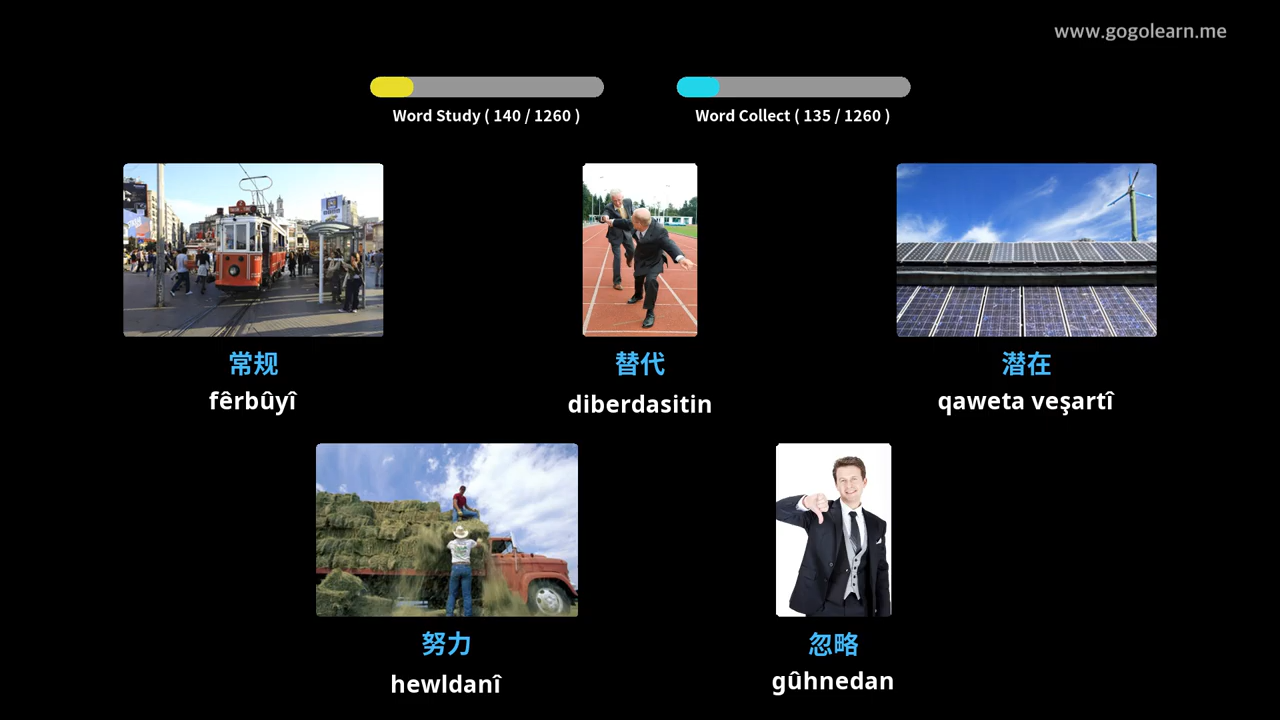 www.gogolearn.me
Word Study ( 140 / 1260 )
Word Collect ( 135 / 1260 )
常规
替代
潜在
fêrbûyî
diberdasitin
qaweta veşartî
努力
忽略
hewldanî
gûhnedan